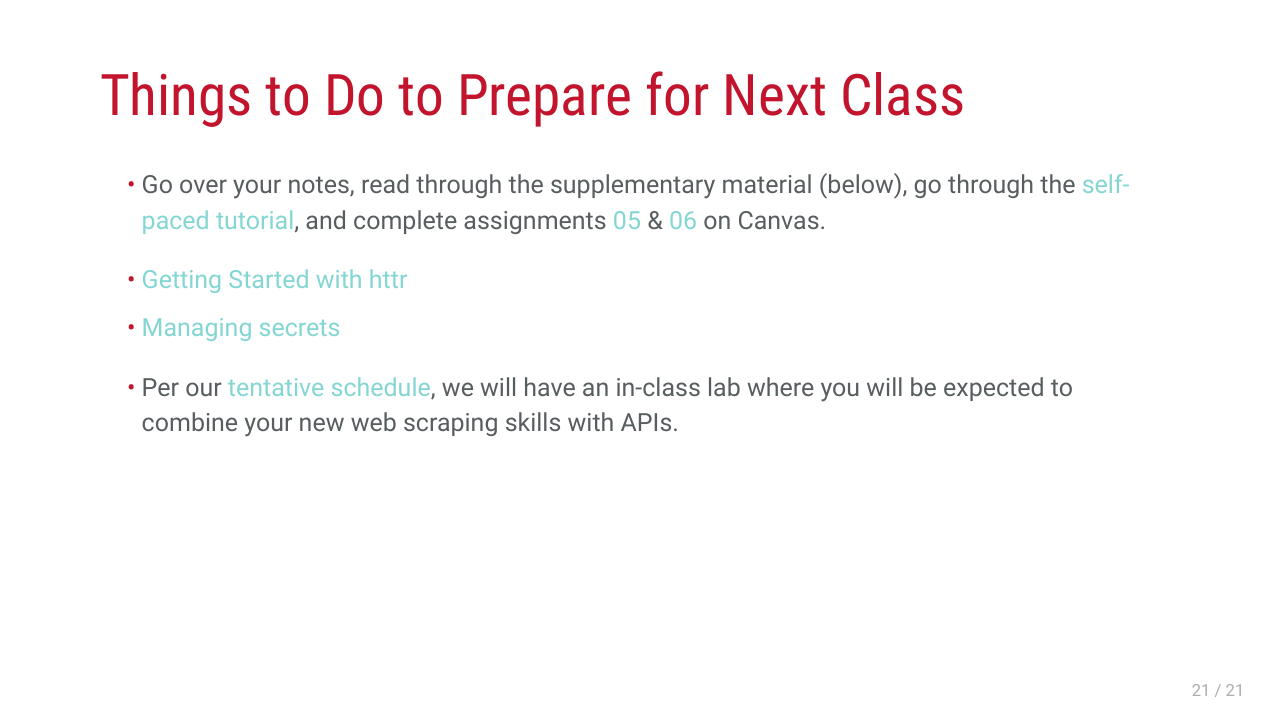 Things to Do to Prepare for Next Class
• Go over your notes, read through the supplementary material (below), go through the self-
paced tutorial, and complete assignments 05 & 06 on Canvas.
• Getting Started with httr
• Managing secrets
• Per our tentative schedule, we will have an in-class lab where you will be expected to
combine your new web scraping skills with APIs.
21 / 21